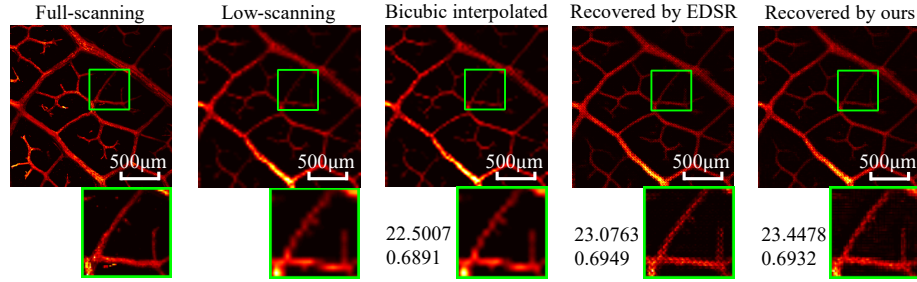 Full-scanning
Low-scanning
Bicubic interpolated
Recovered by EDSR
Recovered by ours
500μm
500μm
500μm
500μm
500μm
22.5007
0.6891
23.0763
0.6949
23.4478
0.6932